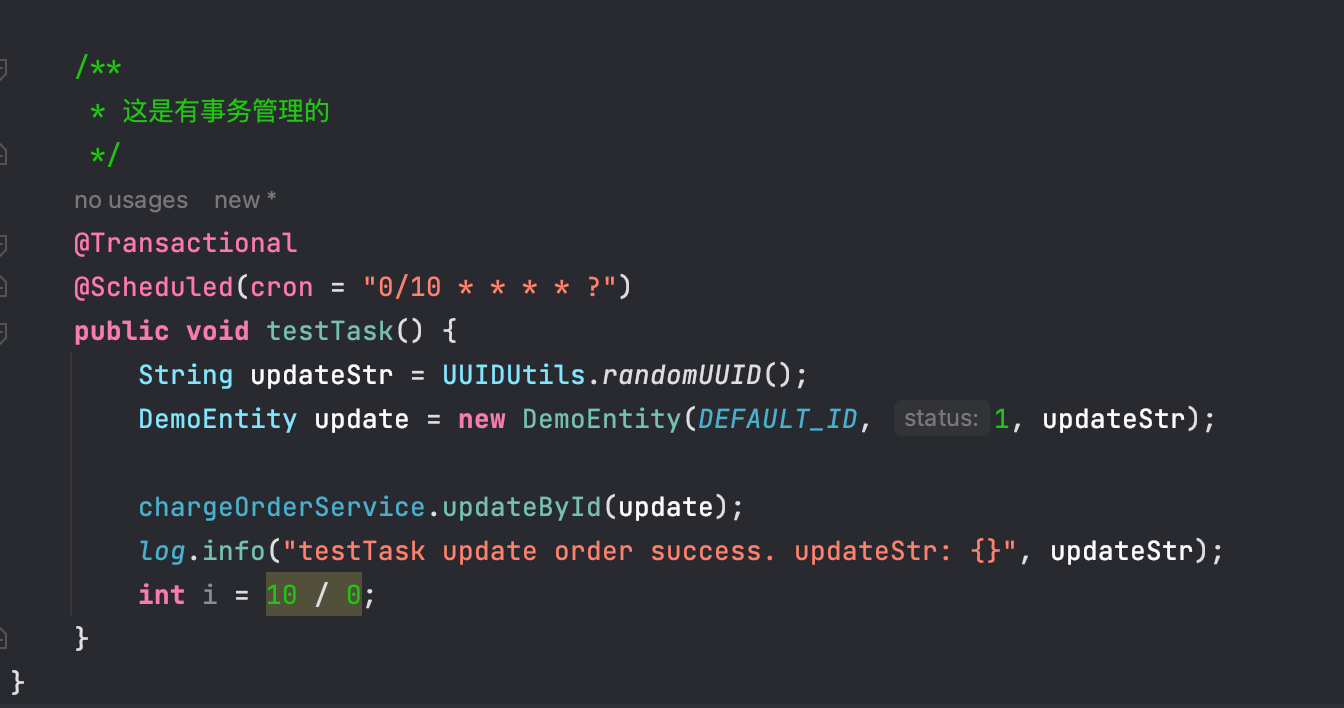 /**
* 这是有事务管理的
*/
no usages new *
@Transactional
@Scheduled(cron = "0/10 * * * * ?")
public void testTask() {
String updateStr = UUIDUtils.randomUUID();
DemoEntity update = new DemoEntity(DEFAULT_ID, status: 1, updateStr);
chargeOrderService.updateById(update);
log.info("testTask update order success. updateStr: {}", updateStr);
int i = 10 / 0;
}
}